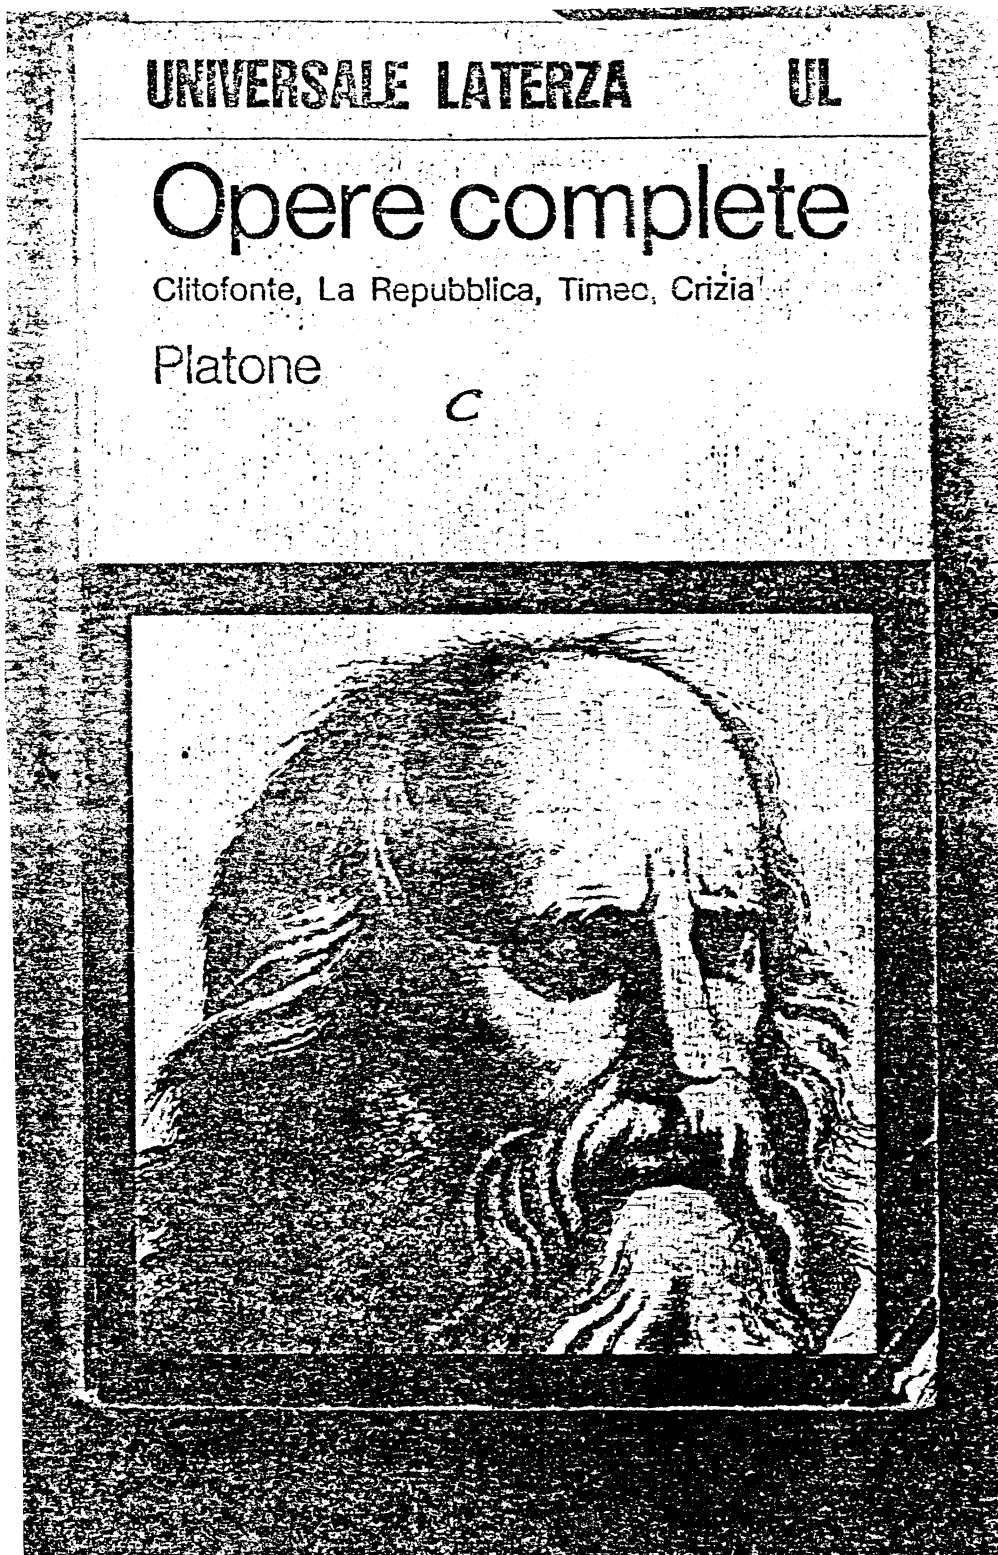 UNIVERSALE LATERZA UL
Opere complete
Clitofonte, La Repubblica, Timeo, Crizia
Platone
C